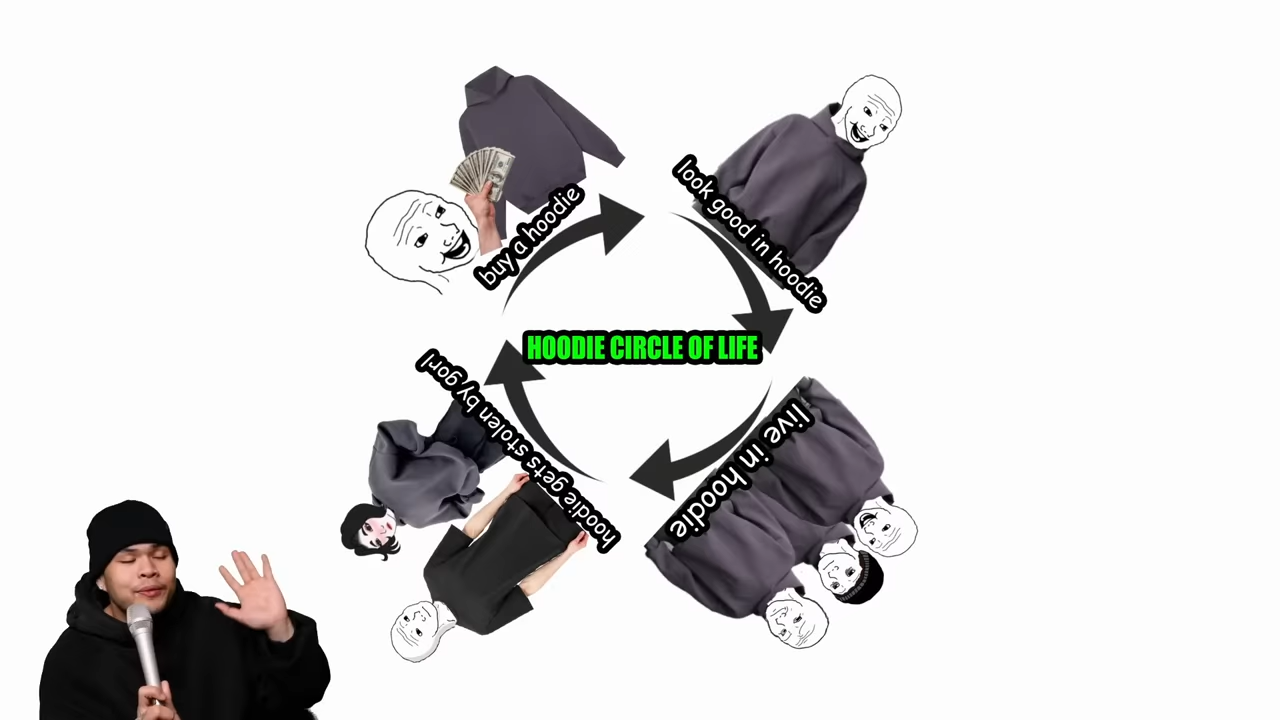 buy a hoodie
look good in hoodie
HOODIE CIRCLE OF LIFE
live in hoodie
hoodie gets stolen by gorl